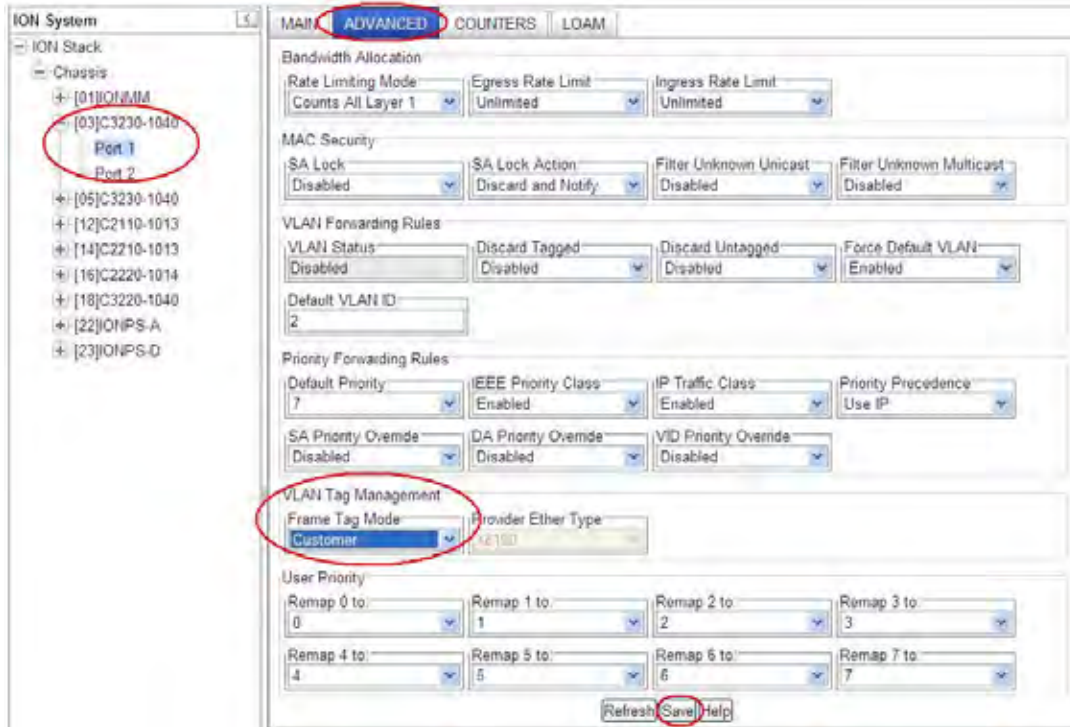 ION System
ION Stack
Chassis
[01]IONMM
[03]C3230-1040
Port 1
Port 2
[05]C3230-1040
[12]C2110-1013
[14]C2210-1013
[16]C2220-1014
[18]C3220-1040
[22]IONPS-A
[23]IONPS-D
MAIN ADVANCED COUNTERS LOAM
Bandwidth Allocation
Rate Limiting Mode Egress Rate Limit Ingress Rate Limit
Counts All Layer 1 Unlimited Unlimited
MAC Security
SA Lock SA Lock Action Filter Unknown Unicast Filter Unknown Multicast
Disabled Discard and Notify Disabled Disabled
VLAN Forwarding Rules
VLAN Status Discard Tagged Discard Untagged Force Default VLAN
Disabled Disabled Disabled Enabled
Default VLAN ID
2
Priority Forwarding Rules
Default Priority IEEE Priority Class IP Traffic Class Priority Precedence
7 Enabled Enabled Use IP
SA Priority Override DA Priority Override VID Priority Override
Disabled Disabled Disabled
VLAN Tag Management
Frame Tag Mode Provider Ether Type
Customer
User Priority
Remap 0 to: Remap 1 to: Remap 2 to: Remap 3 to:
0 1 2 3
Remap 4 to: Remap 5 to: Remap 6 to: Remap 7 to:
4 5 6 7
Refresh Save Help